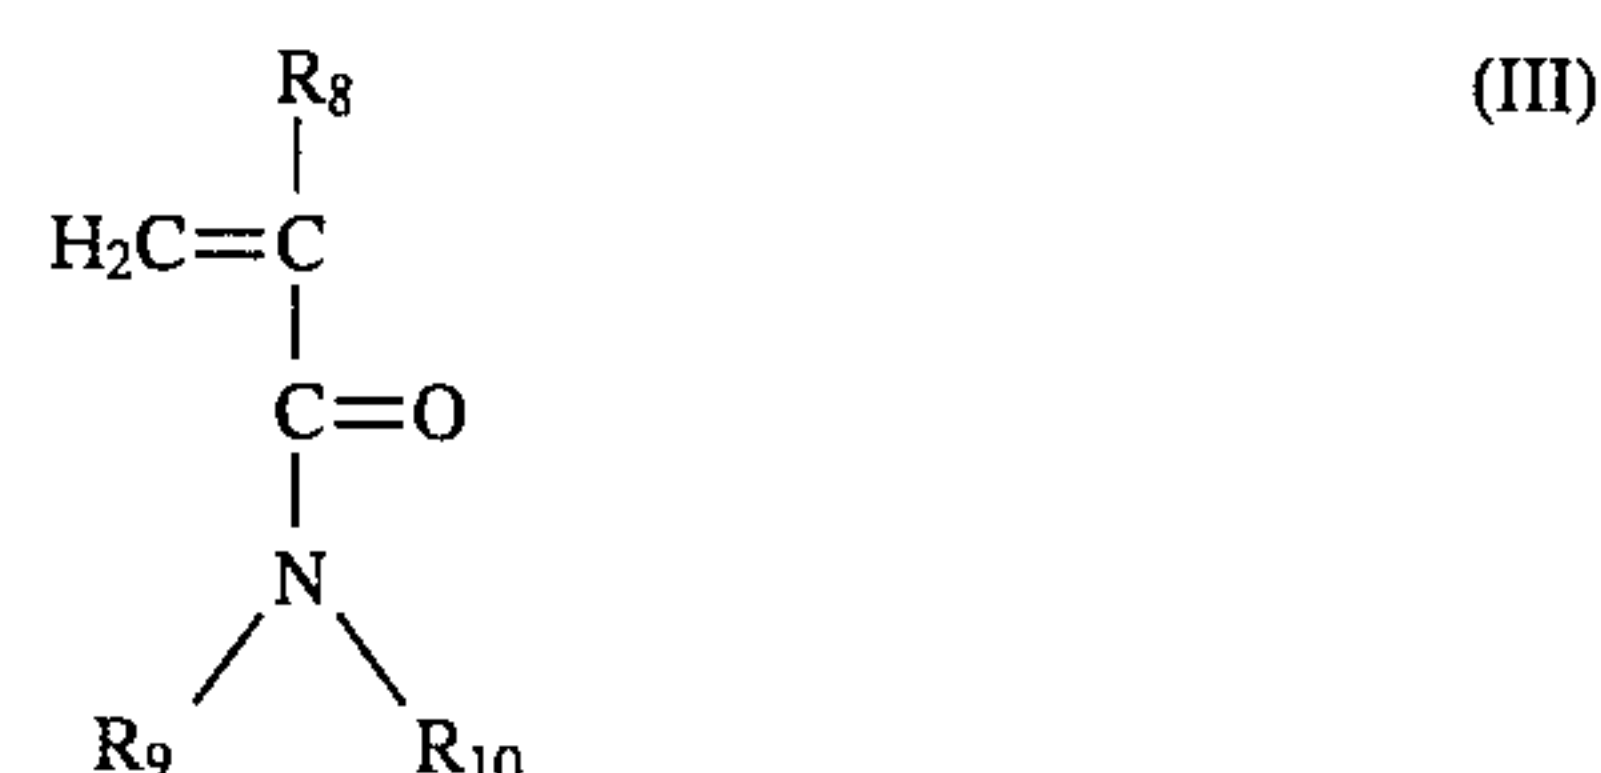 R₈ (III)
H₂C=C
C=O
N
R₉ R₁₀